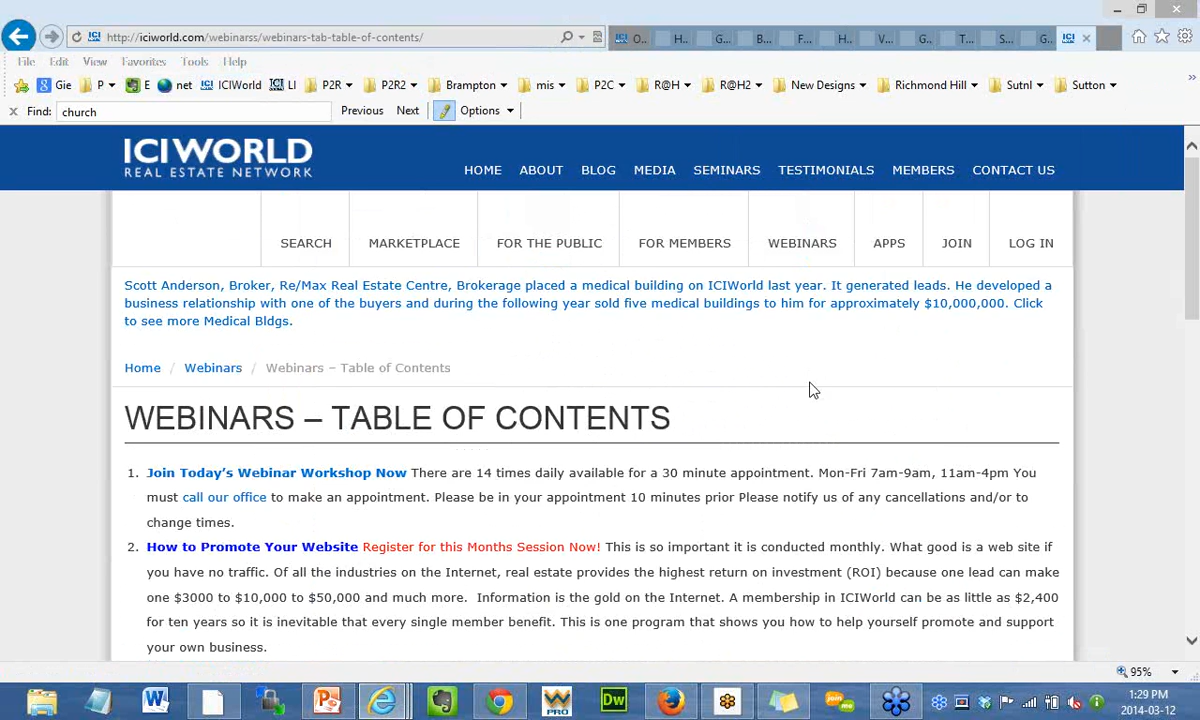 http://iciworld.com/webinarss/webinars-tab-table-of-contents/
File Edit View Favorites Tools Help
Gie P E net ICIWorld LI P2R P2R2 Brampton mis P2C R@H R@H2 New Designs Richmond Hill Sutnl Sutton
Find: church Previous Next Options
ICIWORLD
REAL ESTATE NETWORK
HOME ABOUT BLOG MEDIA SEMINARS TESTIMONIALS MEMBERS CONTACT US
SEARCH MARKETPLACE FOR THE PUBLIC FOR MEMBERS WEBINARS APPS JOIN LOG IN
Scott Anderson, Broker, Re/Max Real Estate Centre, Brokerage placed a medical building on ICIWorld last year. It generated leads. He developed a
business relationship with one of the buyers and during the following year sold five medical buildings to him for approximately $10,000,000. Click
to see more Medical Bldgs.
Home / Webinars / Webinars – Table of Contents
WEBINARS – TABLE OF CONTENTS
1. Join Today's Webinar Workshop Now There are 14 times daily available for a 30 minute appointment. Mon-Fri 7am-9am, 11am-4pm You
must call our office to make an appointment. Please be in your appointment 10 minutes prior Please notify us of any cancellations and/or to
change times.
2. How to Promote Your Website Register for this Months Session Now! This is so important it is conducted monthly. What good is a web site if
you have no traffic. Of all the industries on the Internet, real estate provides the highest return on investment (ROI) because one lead can make
one $3000 to $10,000 to $50,000 and much more. Information is the gold on the Internet. A membership in ICIWorld can be as little as $2,400
for ten years so it is inevitable that every single member benefit. This is one program that shows you how to help yourself promote and support
your own business.
95%
1:29 PM
2014-03-12